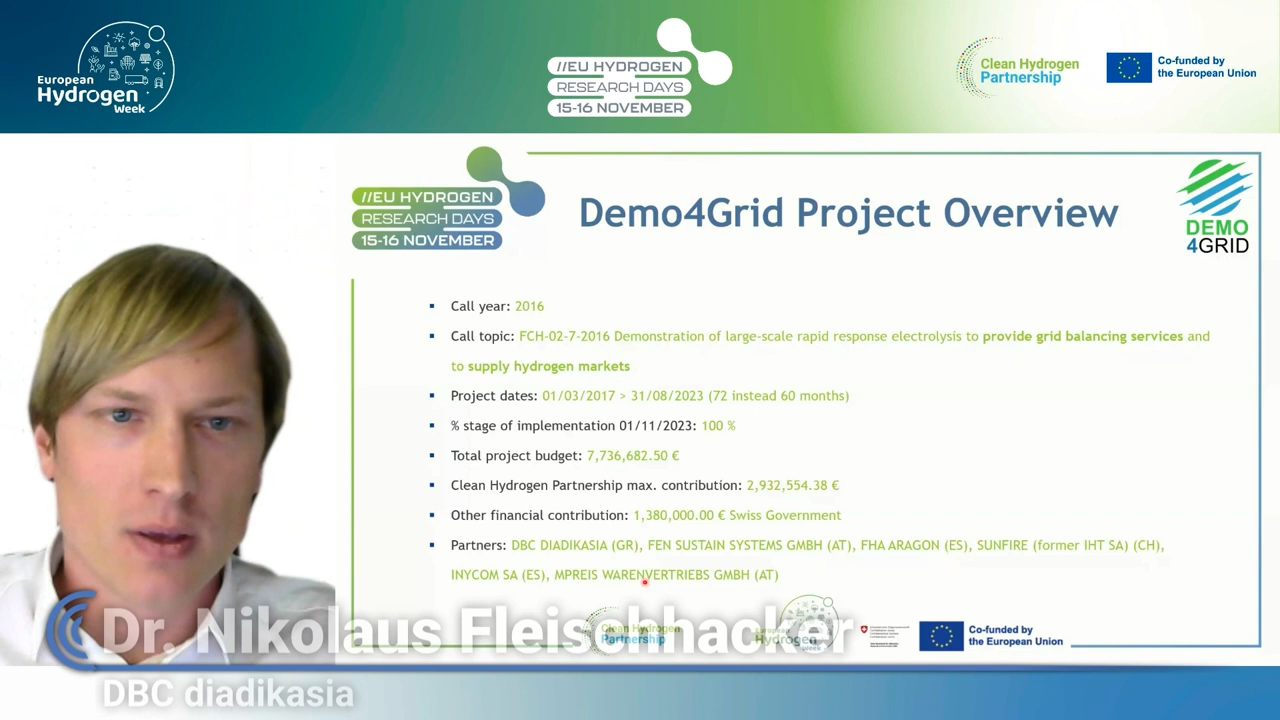 European
Hydrogen
Week
//EU HYDROGEN
RESEARCH DAYS
15-16 NOVEMBER
Clean Hydrogen
Partnership
Co-funded by
the European Union
//EU HYDROGEN
RESEARCH DAYS
15-16 NOVEMBER
Demo4Grid Project Overview
DEMO
4GRID
▪ Call year: 2016
▪ Call topic: FCH-02-7-2016 Demonstration of large-scale rapid response electrolysis to provide grid balancing services and
to supply hydrogen markets
▪ Project dates: 01/03/2017 > 31/08/2023 (72 instead 60 months)
▪ % stage of implementation 01/11/2023: 100 %
▪ Total project budget: 7,736,682.50 €
▪ Clean Hydrogen Partnership max. contribution: 2,932,554.38 €
▪ Other financial contribution: 1,380,000.00 € Swiss Government
▪ Partners: DBC DIADIKASIA (GR), FEN SUSTAIN SYSTEMS GMBH (AT), FHA ARAGON (ES), SUNFIRE (former IHT SA) (CH),
INYCOM SA (ES), MPREIS WARENVERTRIEBS GMBH (AT)
Clean Hydrogen
Partnership
European
Hydrogen
Week
Co-funded by
the European Union
Dr. Nikolaus Fleischhacker
DBC diadikasia